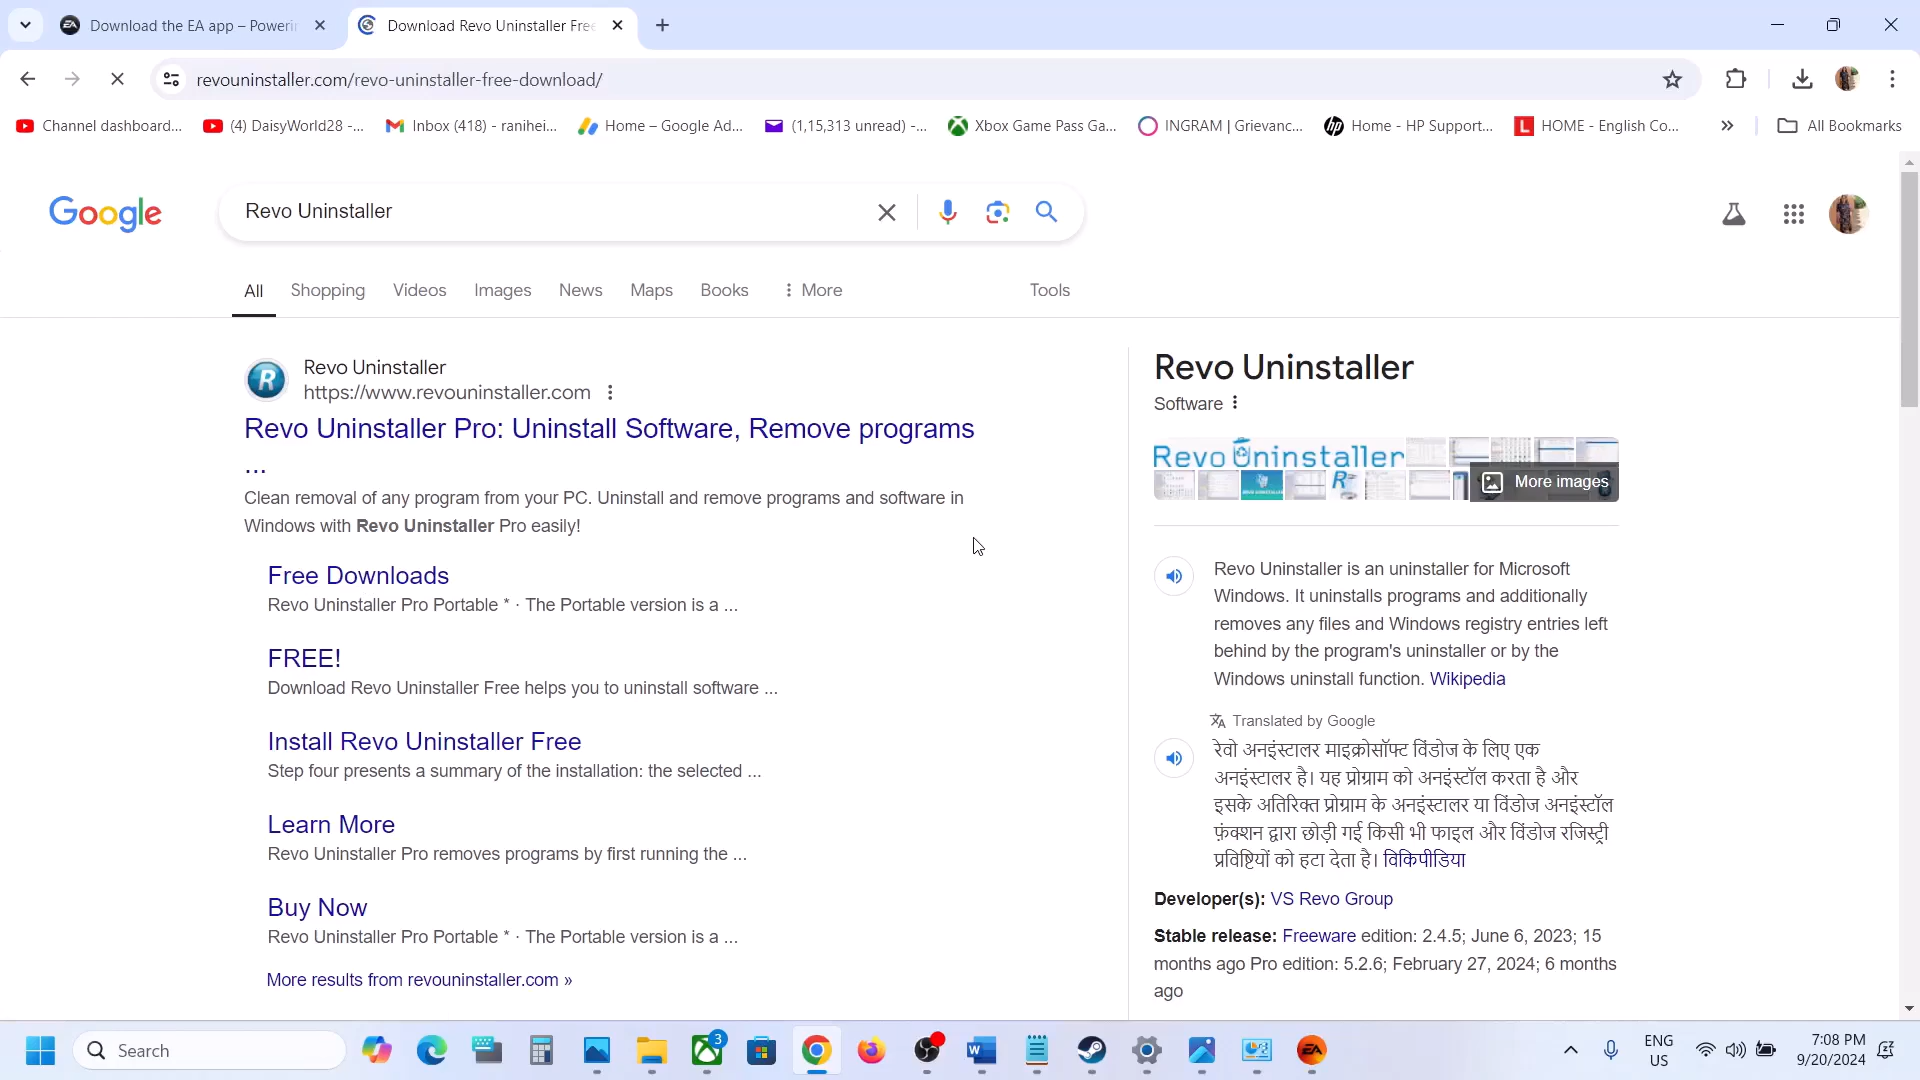 Download the EA app – Powerin
Download Revo Uninstaller Free
revouninstaller.com/revo-uninstaller-free-download/
Channel dashboard...
(4) DaisyWorld28 -...
Inbox (418) - ranihei...
Home – Google Ad...
(1,15,313 unread) -...
Xbox Game Pass Ga...
INGRAM | Grievanc...
Home - HP Support...
HOME - English Co...
»
All Bookmarks
Google
Revo Uninstaller
All
Shopping
Videos
Images
News
Maps
Books
More
Tools
Revo Uninstaller
https://www.revouninstaller.com
Revo Uninstaller Pro: Uninstall Software, Remove programs
...
Clean removal of any program from your PC. Uninstall and remove programs and software in
Windows with Revo Uninstaller Pro easily!
Free Downloads
Revo Uninstaller Pro Portable * · The Portable version is a ...
FREE!
Download Revo Uninstaller Free helps you to uninstall software ...
Install Revo Uninstaller Free
Step four presents a summary of the installation: the selected ...
Learn More
Revo Uninstaller Pro removes programs by first running the ...
Buy Now
Revo Uninstaller Pro Portable * · The Portable version is a ...
More results from revouninstaller.com »
Revo Uninstaller
Software
Revo Uninstaller
More images
Revo Uninstaller is an uninstaller for Microsoft
Windows. It uninstalls programs and additionally
removes any files and Windows registry entries left
behind by the program's uninstaller or by the
Windows uninstall function. Wikipedia
Translated by Google
रेवो अनइंस्टालर माइक्रोसॉफ्ट विंडोज के लिए एक
अनइंस्टालर है। यह प्रोग्राम को अनइंस्टॉल करता है और
इसके अतिरिक्त प्रोग्राम के अनइंस्टालर या विंडोज अनइंस्टॉल
फ़ंक्शन द्वारा छोड़ी गई किसी भी फाइल और विंडोज रजिस्ट्री
प्रविष्टियों को हटा देता है। विकिपीडिया
Developer(s): VS Revo Group
Stable release: Freeware edition: 2.4.5; June 6, 2023; 15
months ago Pro edition: 5.2.6; February 27, 2024; 6 months
ago
Search
3
ENG
US
7:08 PM
9/20/2024